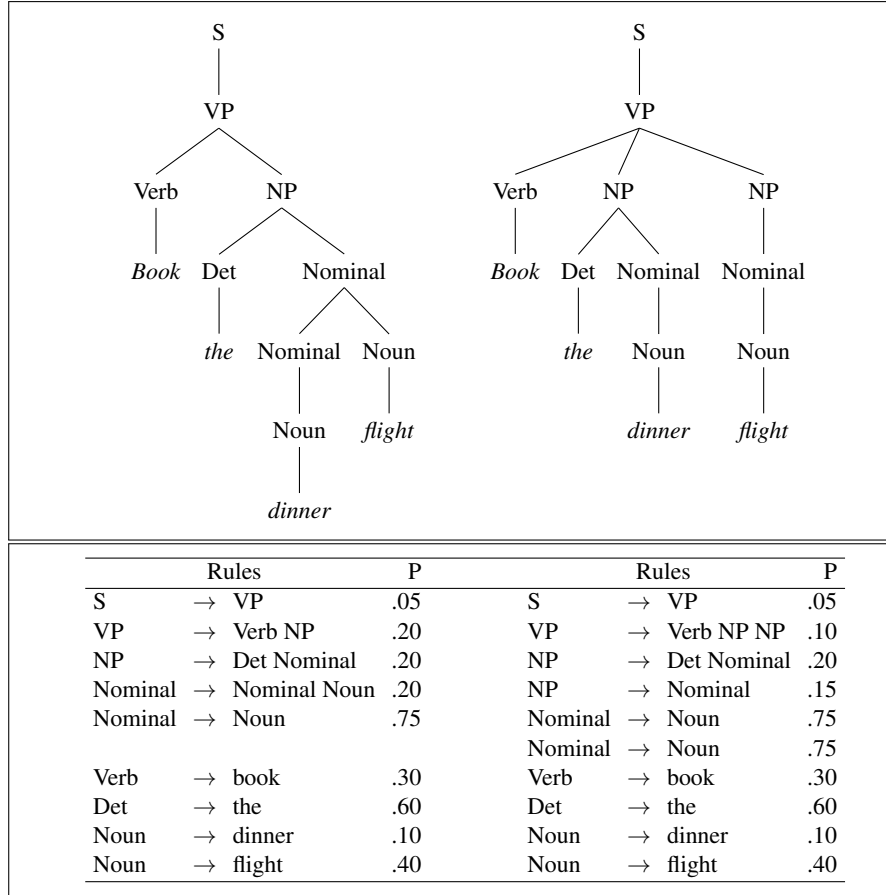 S S
VP VP
Verb NP Verb NP NP
Book Det Nominal Book Det Nominal Nominal
the Nominal Noun the Noun Noun
Noun flight dinner flight
dinner
Rules P Rules P
S → VP .05 S → VP .05
VP → Verb NP .20 VP → Verb NP NP .10
NP → Det Nominal .20 NP → Det Nominal .20
Nominal → Nominal Noun .20 NP → Nominal .15
Nominal → Noun .75 Nominal → Noun .75
Nominal → Noun .75
Verb → book .30 Verb → book .30
Det → the .60 Det → the .60
Noun → dinner .10 Noun → dinner .10
Noun → flight .40 Noun → flight .40